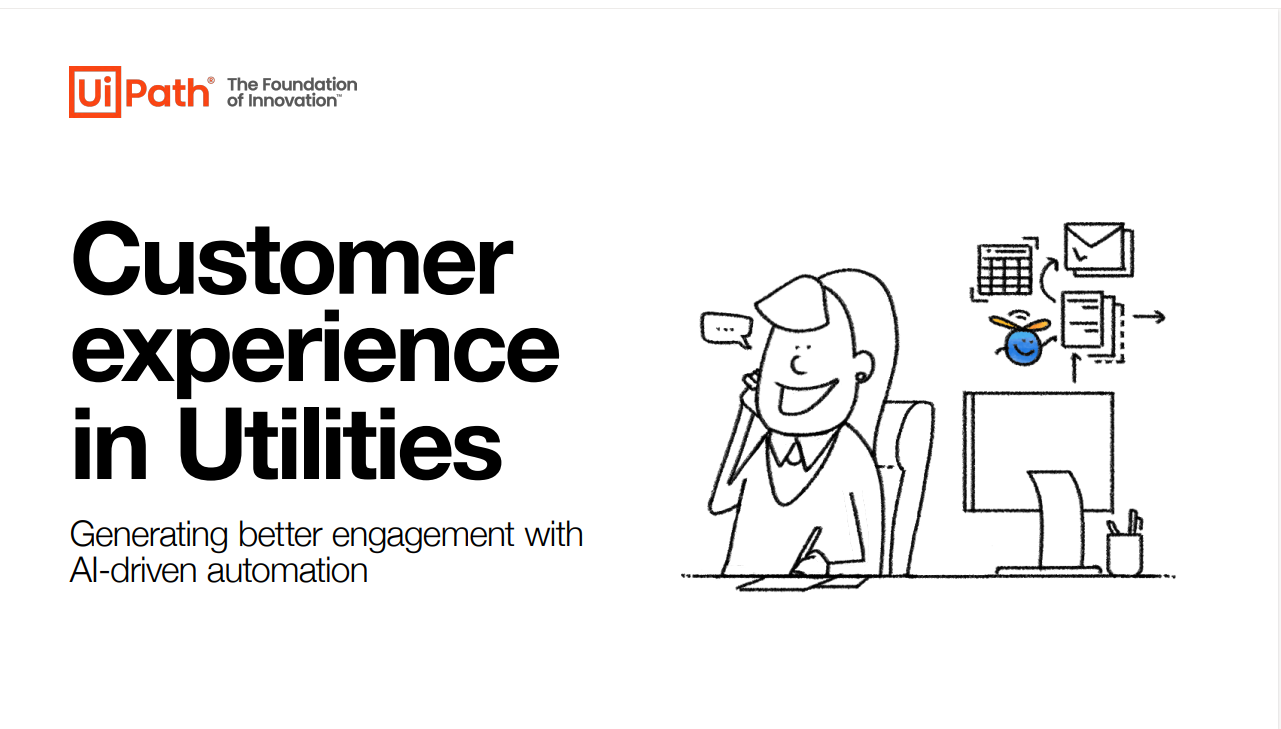 UiPath® The Foundation
of Innovation™
Customer
experience
in Utilities
Generating better engagement with
AI-driven automation